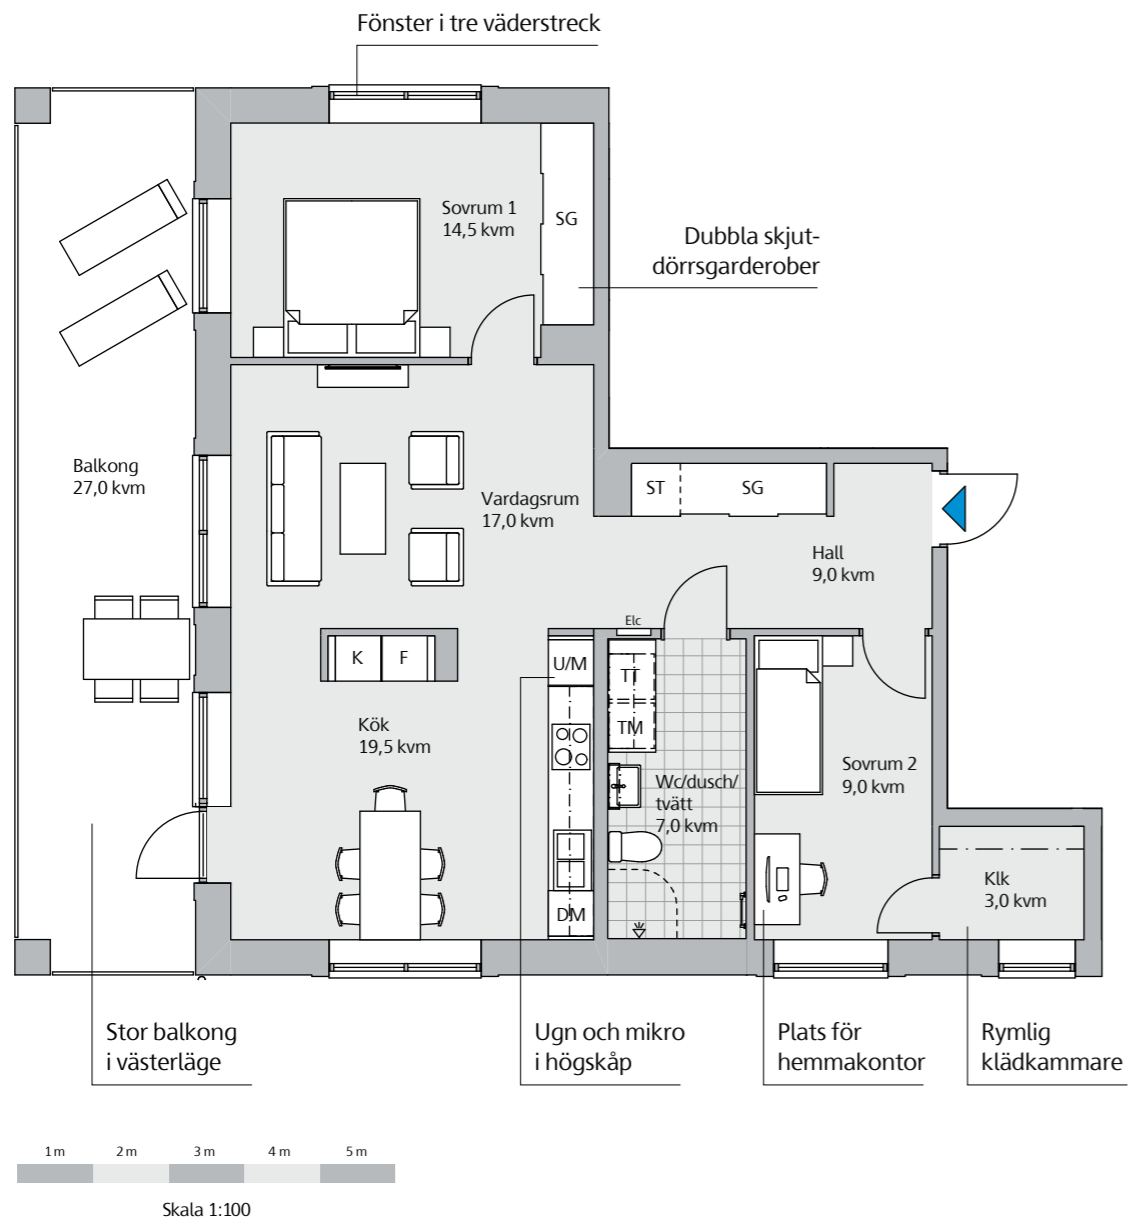 Fönster i tre väderstreck
Sovrum 1
14,5 kvm
SG
Dubbla skjut-
dörrsgarderober
Balkong
27,0 kvm
Vardagsrum
17,0 kvm
ST
SG
Hall
9,0 kvm
Elc
K
F
U/M
TT
TM
Kök
19,5 kvm
Wc/dusch/
tvätt
7,0 kvm
Sovrum 2
9,0 kvm
Klk
3,0 kvm
DM
Stor balkong
i västerläge
Ugn och mikro
i högskåp
Plats för
hemmakontor
Rymlig
klädkammare
1 m 2 m 3 m 4 m 5 m
Skala 1:100